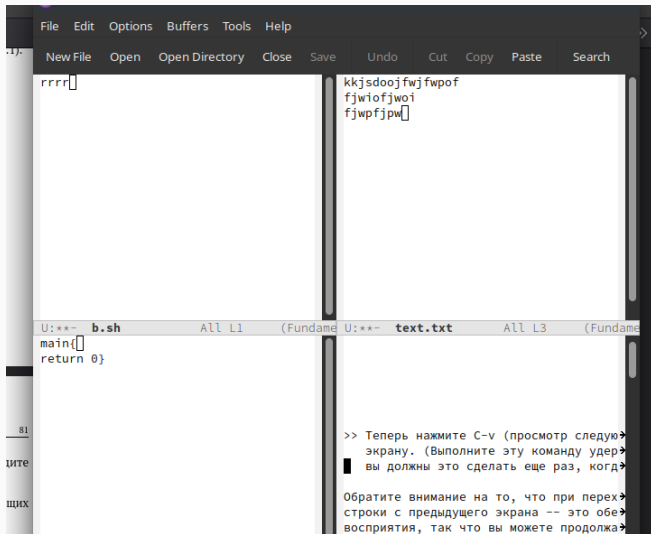 .1).
81
ците
щих
File Edit Options Buffers Tools Help
New File Open Open Directory Close Save Undo Cut Copy Paste Search
rrrr
U:**- b.sh All L1 (Fundame
kkjsdoojfwjfwpof
fjwiofjwoi
fjwpfjpw
U:**- text.txt All L3 (Fundame
main{
return 0}
>> Теперь нажмите C-v (просмотр следую
экрану. (Выполните эту команду удер
вы должны это сделать еще раз, когд
Обратите внимание на то, что при перех
строки с предыдущего экрана -- это обе
восприятия, так что вы можете продолжа